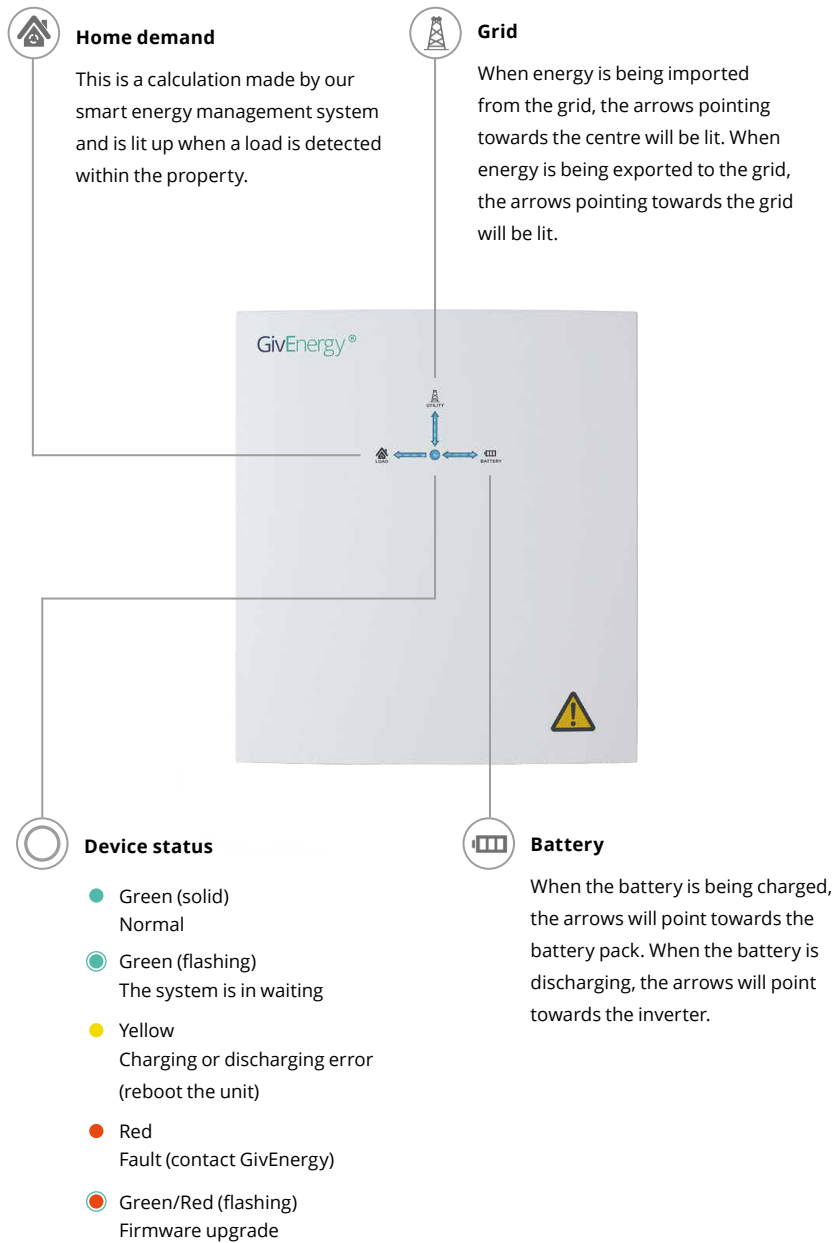 Home demand
This is a calculation made by our
smart energy management system
and is lit up when a load is detected
within the property.
Grid
When energy is being imported
from the grid, the arrows pointing
towards the centre will be lit. When
energy is being exported to the grid,
the arrows pointing towards the grid
will be lit.
GivEnergy®
UTILITY
LOAD
BATTERY
Device status
Green (solid)
Normal
Green (flashing)
The system is in waiting
Yellow
Charging or discharging error
(reboot the unit)
Red
Fault (contact GivEnergy)
Green/Red (flashing)
Firmware upgrade
Battery
When the battery is being charged,
the arrows will point towards the
battery pack. When the battery is
discharging, the arrows will point
towards the inverter.